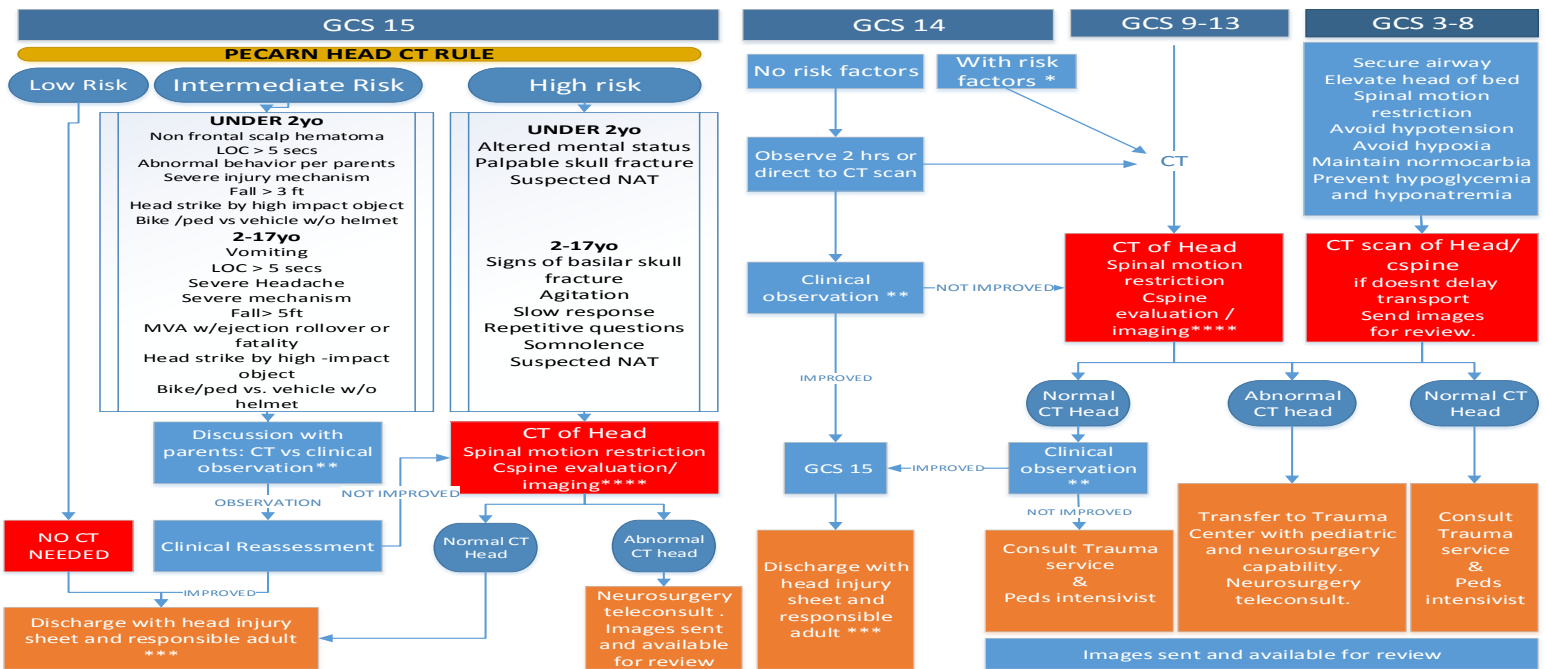 GCS 15
GCS 14
GCS 9-13
GCS 3-8
PECARN HEAD CT RULE
Low Risk
Intermediate Risk
High risk
UNDER 2yo
Non frontal scalp hematoma
LOC > 5 secs
Abnormal behavior per parents
Severe injury mechanism
Fall > 3 ft
Head strike by high impact object
Bike /ped vs vehicle w/o helmet
2-17yo
Vomiting
LOC > 5 secs
Severe Headache
Severe mechanism
Fall> 5ft
MVA w/ejection rollover or
fatality
Head strike by high -impact
object
Bike/ped vs. vehicle w/o
helmet
UNDER 2yo
Altered mental status
Palpable skull fracture
Suspected NAT
2-17yo
Signs of basilar skull
fracture
Agitation
Slow response
Repetitive questions
Somnolence
Suspected NAT
Discussion with
parents: CT vs clinical
observation**
OBSERVATION
NOT IMPROVED
CT of Head
Spinal motion restriction
Cspine evaluation/
imaging****
NO CT
NEEDED
Clinical Reassessment
Normal CT
Head
Abnormal
CT head
IMPROVED
Discharge with head injury
sheet and responsible adult
***
Neurosurgery
teleconsult .
Images sent
and available
for review
No risk factors
With risk
factors *
Observe 2 hrs or
direct to CT scan
CT
Clinical
observation **
NOT IMPROVED
IMPROVED
GCS 15
Discharge with
head injury
sheet and
responsible
adult ***
CT of Head
Spinal motion
restriction
Cspine
evaluation /
imaging****
Secure airway
Elevate head of bed
Spinal motion
restriction
Avoid hypotension
Avoid hypoxia
Maintain normocarbia
Prevent hypoglycemia
and hyponatremia
CT scan of Head/
cspine
if doesnt delay
transport
Send images
for review.
Normal
CT Head
Abnormal
CT head
Normal CT
Head
Clinical
observation
**
IMPROVED
NOT IMPROVED
Consult Trauma
service
&
Peds intensivist
Transfer to Trauma
Center with pediatric
and neurosurgery
capability.
Neurosurgery
teleconsult.
Consult
Trauma
service
&
Peds
intensivist
Images sent and available for review